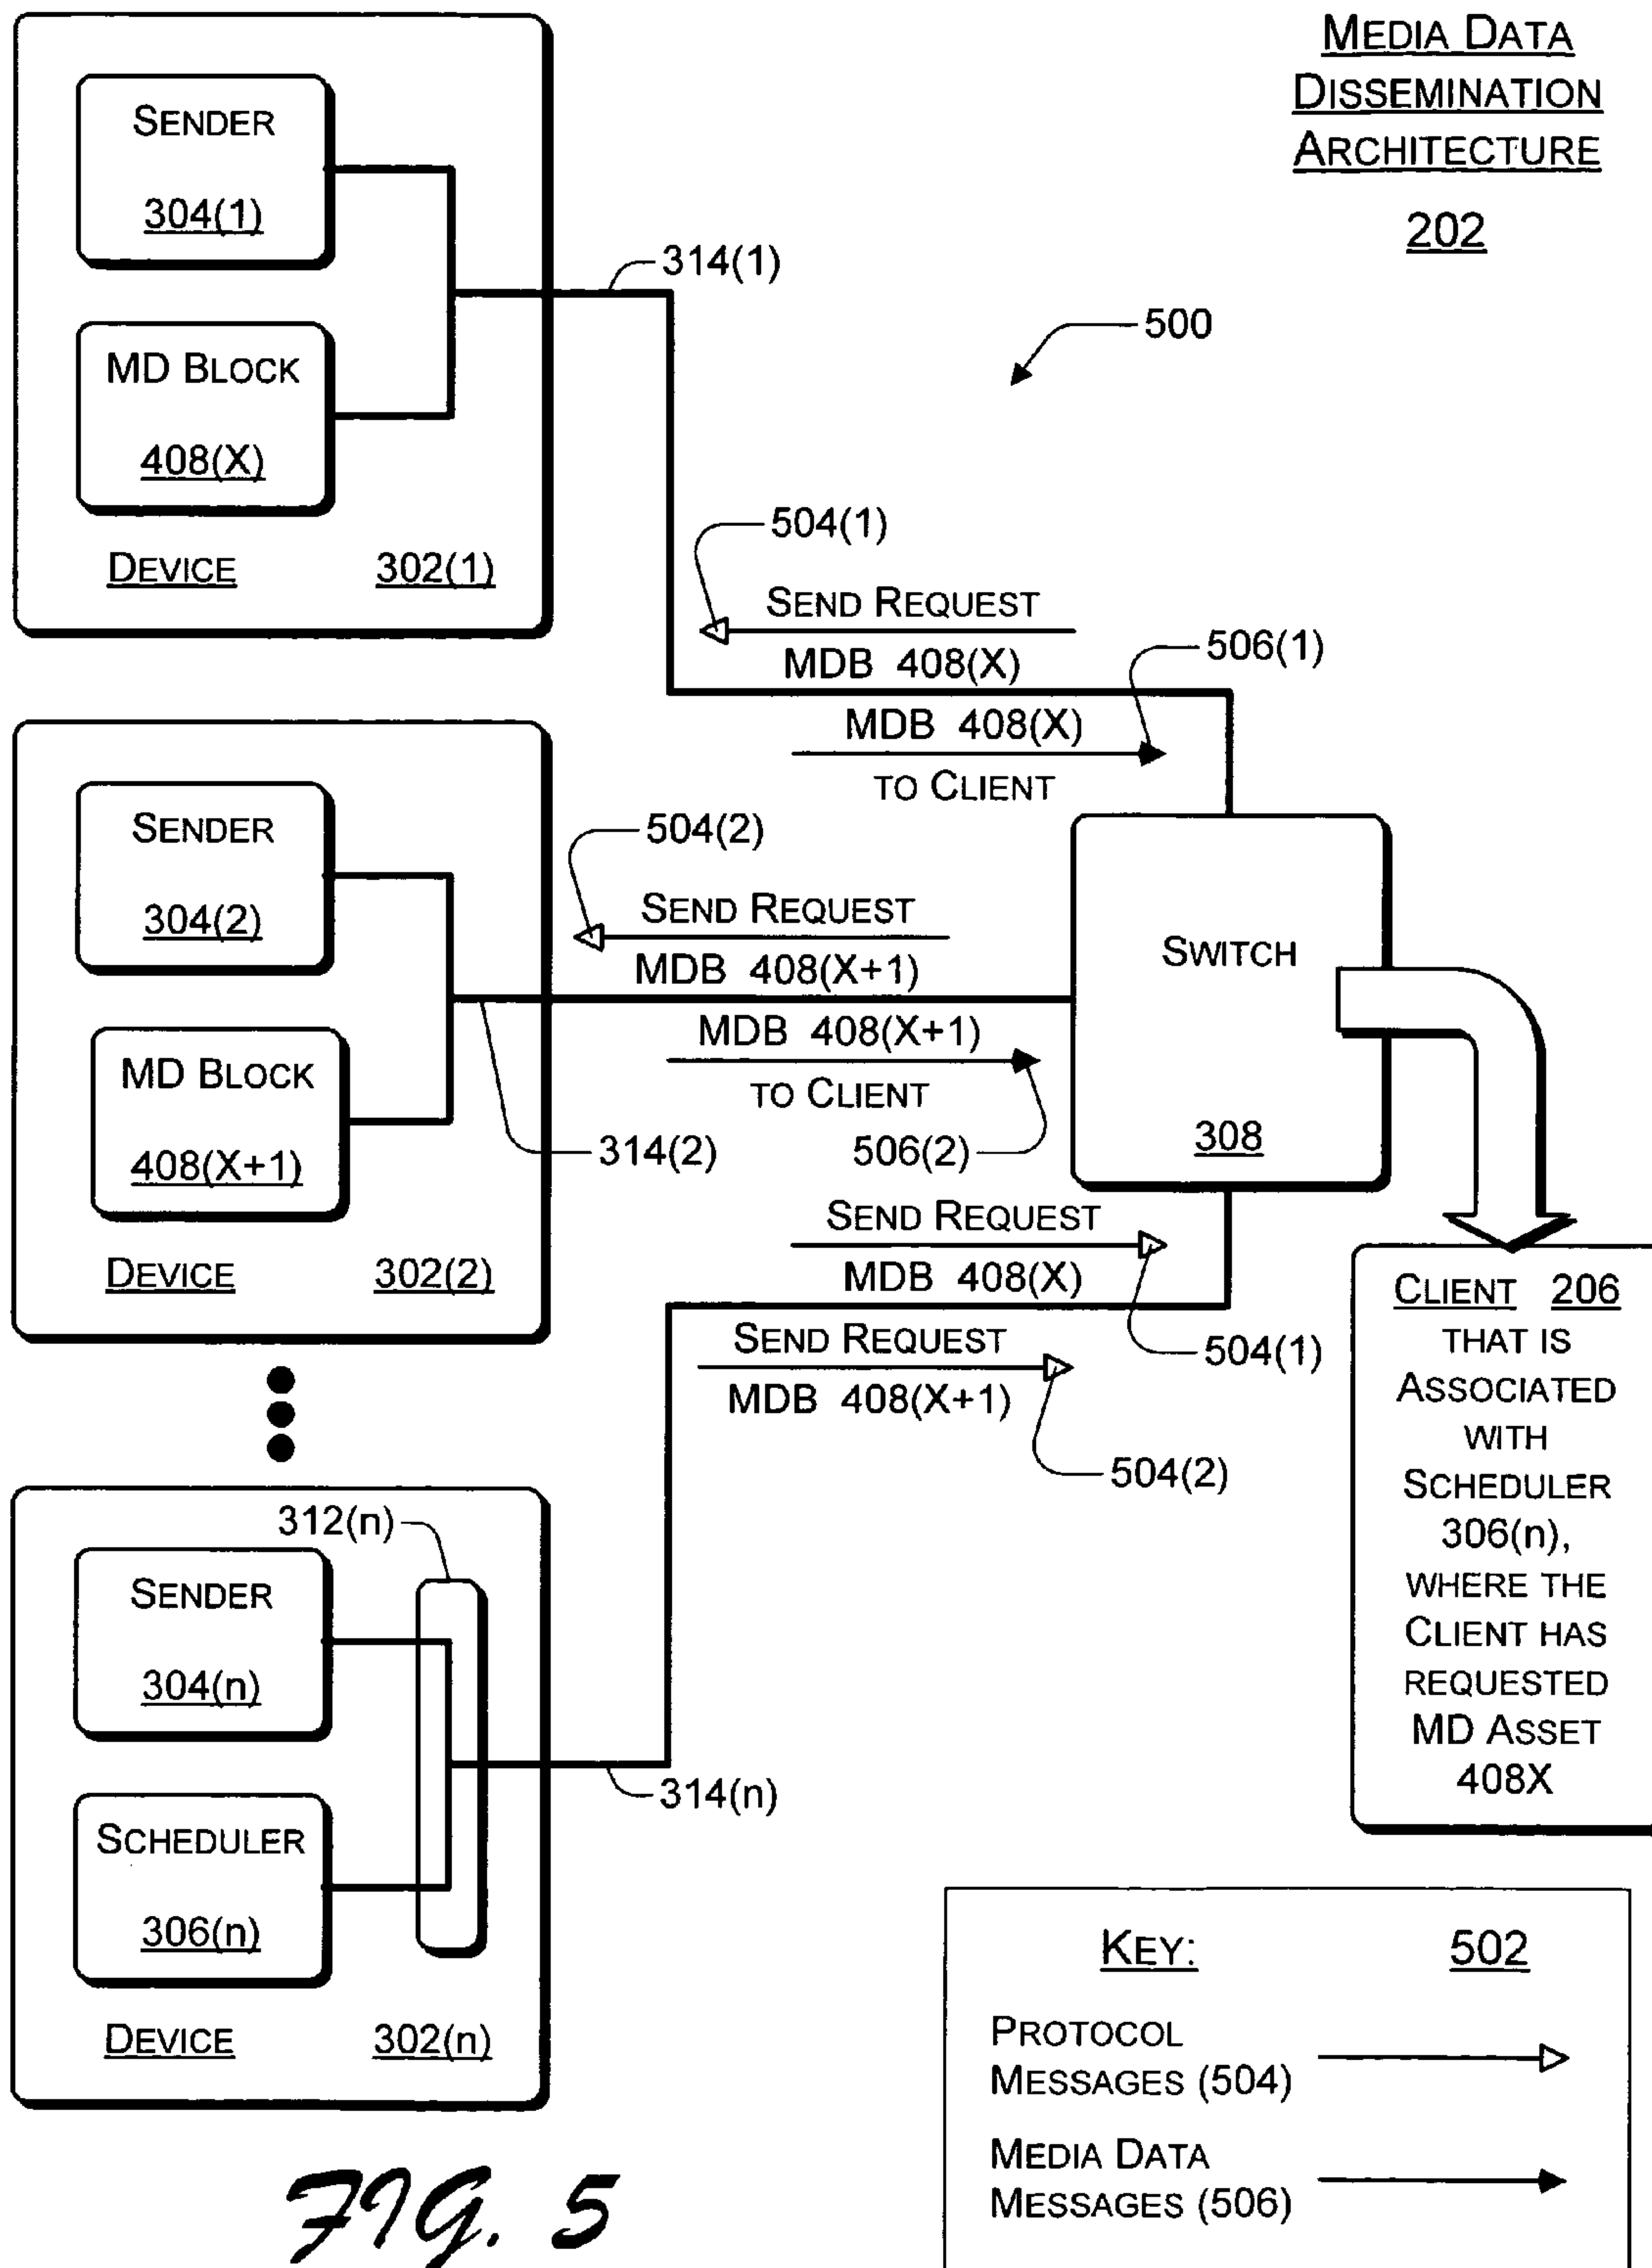 MEDIA DATA
DISSEMINATION
ARCHITECTURE
202
SENDER
304(1)
MD BLOCK
408(X)
DEVICE 302(1)
314(1)
500
504(1)
SEND REQUEST
MDB 408(X)
506(1)
MDB 408(X)
TO CLIENT
SENDER
304(2)
MD BLOCK
408(X+1)
DEVICE 302(2)
504(2)
SEND REQUEST
MDB 408(X+1)
MDB 408(X+1)
TO CLIENT
314(2)
506(2)
SWITCH
308
SEND REQUEST
MDB 408(X)
504(1)
SEND REQUEST
MDB 408(X+1)
504(2)
CLIENT 206
THAT IS
ASSOCIATED
WITH
SCHEDULER
306(n),
WHERE THE
CLIENT HAS
REQUESTED
MD ASSET
408X
312(n)
SENDER
304(n)
SCHEDULER
306(n)
DEVICE 302(n)
314(n)
KEY: 502
PROTOCOL
MESSAGES (504)
MEDIA DATA
MESSAGES (506)
FIG. 5